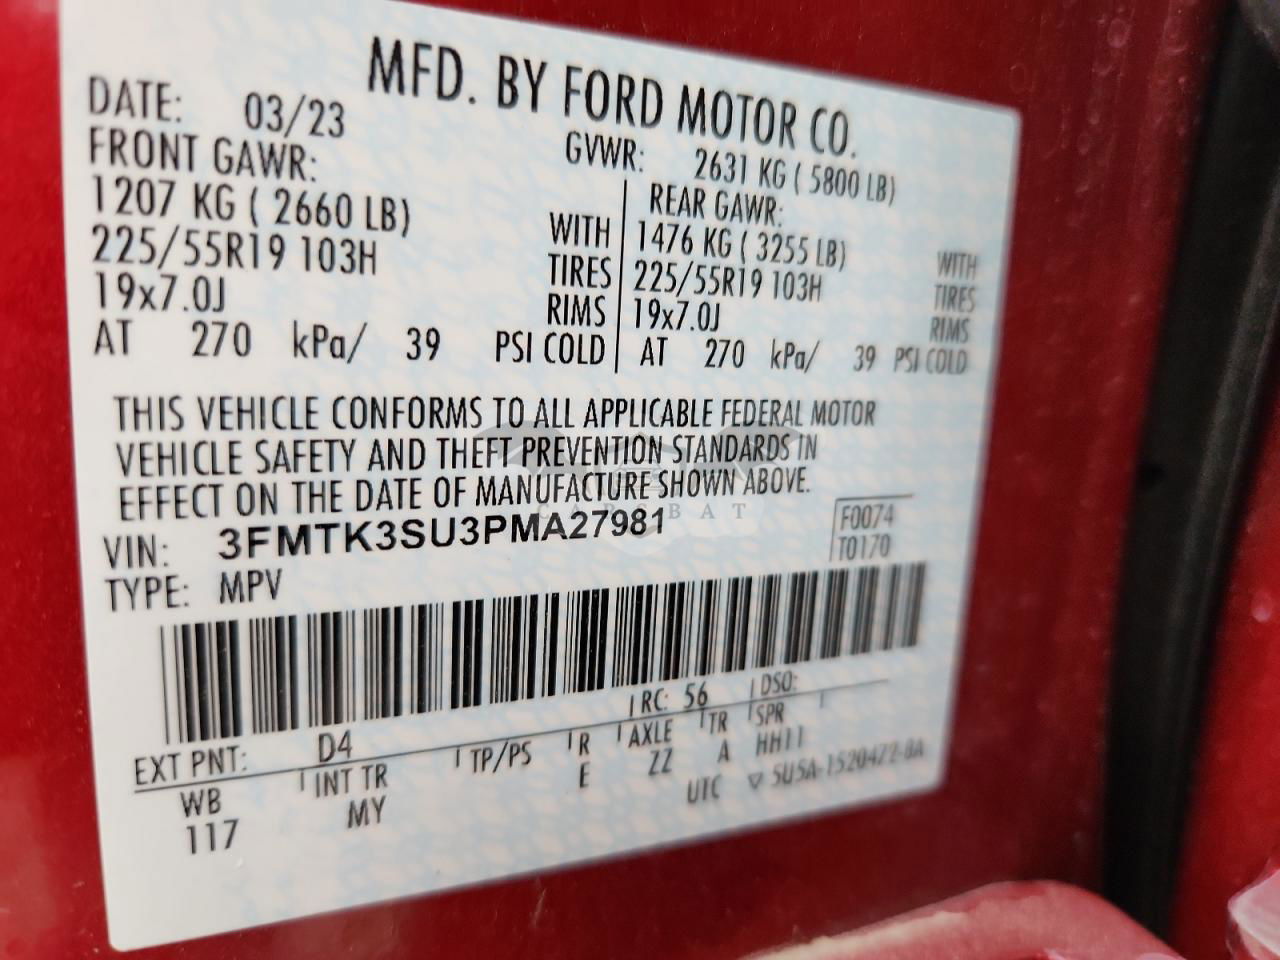 MFD. BY FORD MOTOR CO.
DATE: 03/23 GVWR: 2631 KG ( 5800 LB)
FRONT GAWR: REAR GAWR:
1207 KG ( 2660 LB) WITH 1476 KG ( 3255 LB) WITH
225/55R19 103H TIRES 225/55R19 103H TIRES
19x7.0J RIMS 19x7.0J RIMS
AT 270 kPa/ 39 PSI COLD AT 270 kPa/ 39 PSI COLD
THIS VEHICLE CONFORMS TO ALL APPLICABLE FEDERAL MOTOR
VEHICLE SAFETY AND THEFT PREVENTION STANDARDS IN
EFFECT ON THE DATE OF MANUFACTURE SHOWN ABOVE.
CARCBAT
VIN: 3FMTK3SU3PMA27981 F0074
TYPE: MPV T0170
EXT PNT: D4 RC: 56 DSO:
WB INT TR TP/PS R AXLE TR SPR
117 MY E ZZ A HH11
UTC ▽ 5U5A-1520472-BA